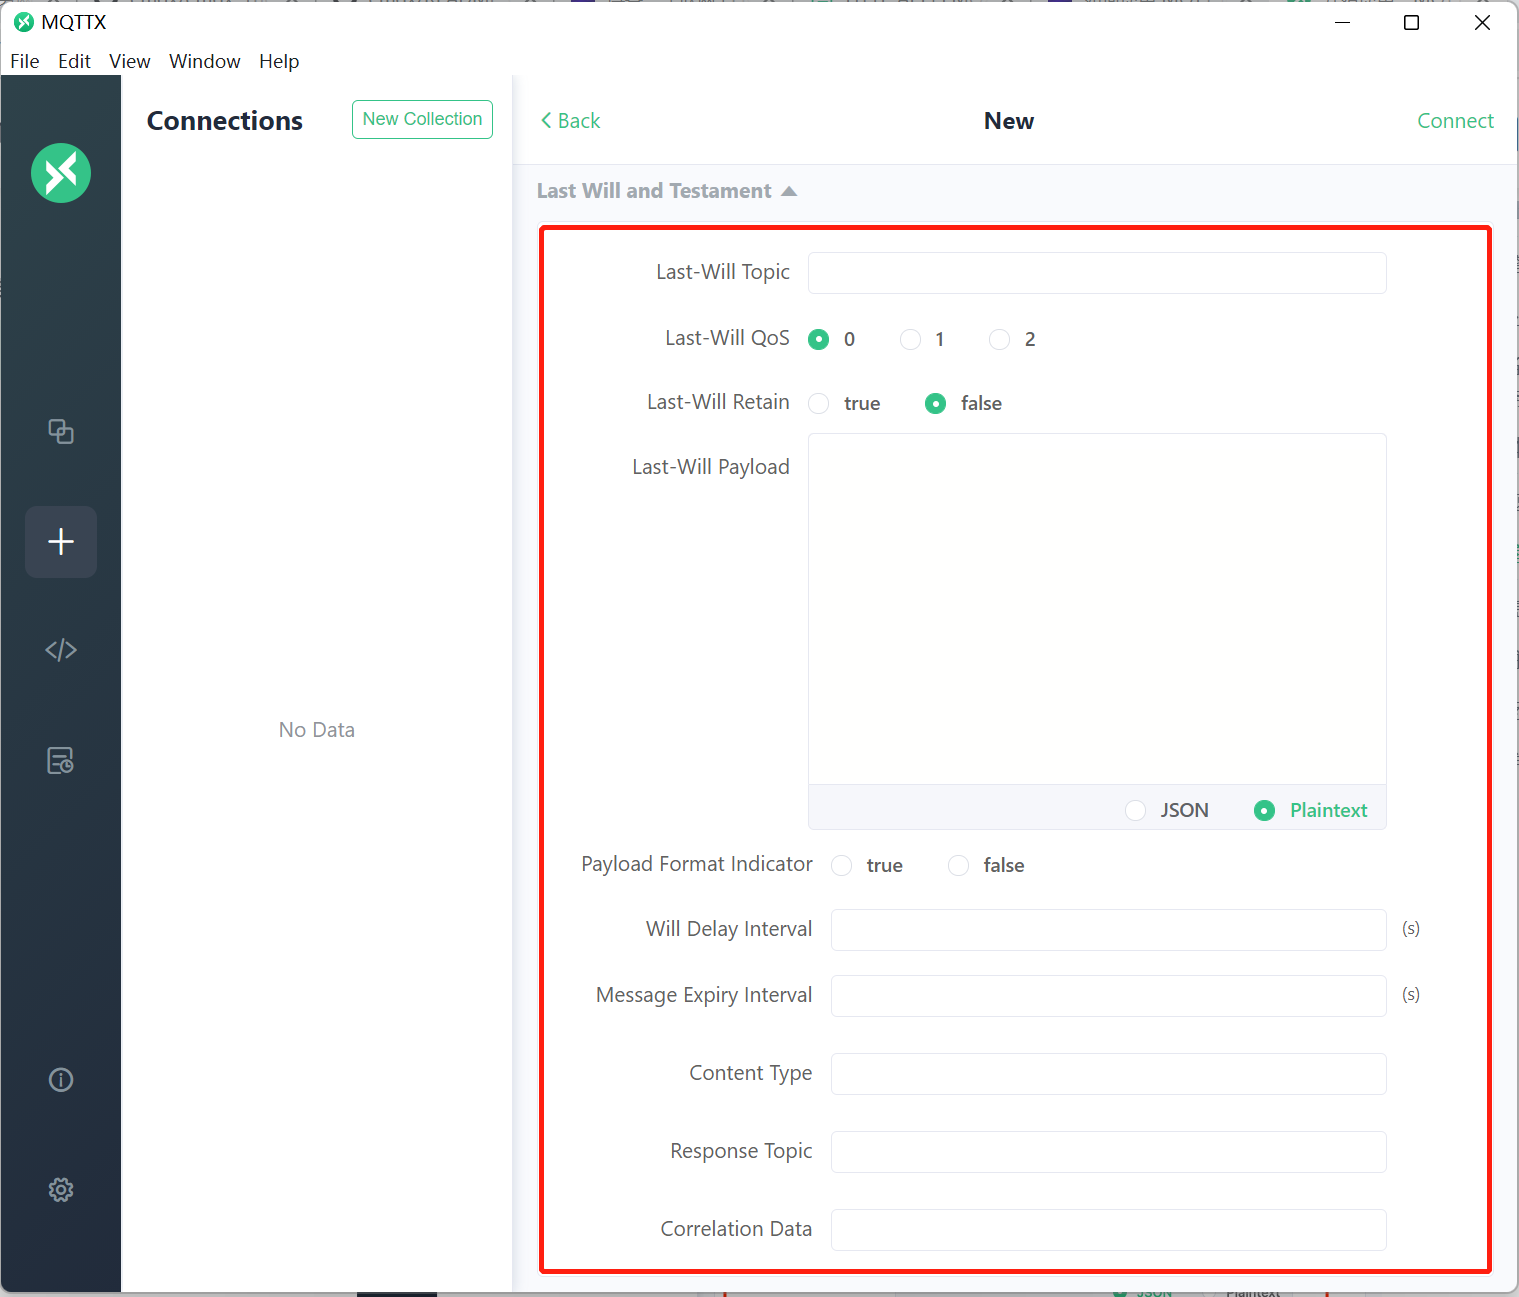 MQTTX
File Edit View Window Help
Connections
New Collection
Back
New
Connect
Last Will and Testament
Last-Will Topic
Last-Will QoS 0 1 2
Last-Will Retain true false
Last-Will Payload
JSON Plaintext
Payload Format Indicator true false
Will Delay Interval (s)
Message Expiry Interval (s)
Content Type
Response Topic
Correlation Data
No Data
JSON Plaintext